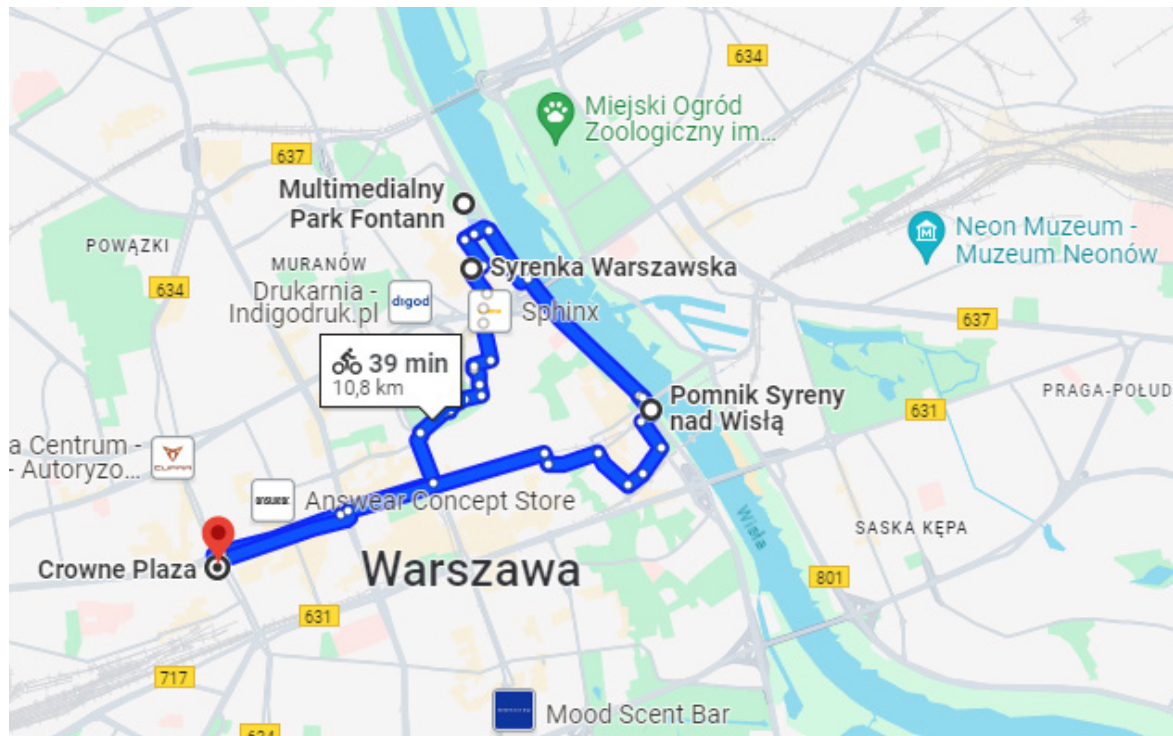 634
Miejski Ogród
Zoologiczny im...
637
Multimedialny
Park Fontann
POWĄZKI
Neon Muzeum -
Muzeum Neonów
MURANÓW
Syrenka Warszawska
634
Drukarnia -
Indigodruk.pl
digod
Sphinx
637
39 min
10,8 km
Pomnik Syreny
nad Wisłą
PRAGA-POŁUD
631
a Centrum -
- Autoryzo...
CUPRA
Answear Concept Store
Wisła
SASKA KĘPA
Crowne Plaza
Warszawa
801
631
717
Mood Scent Bar
634